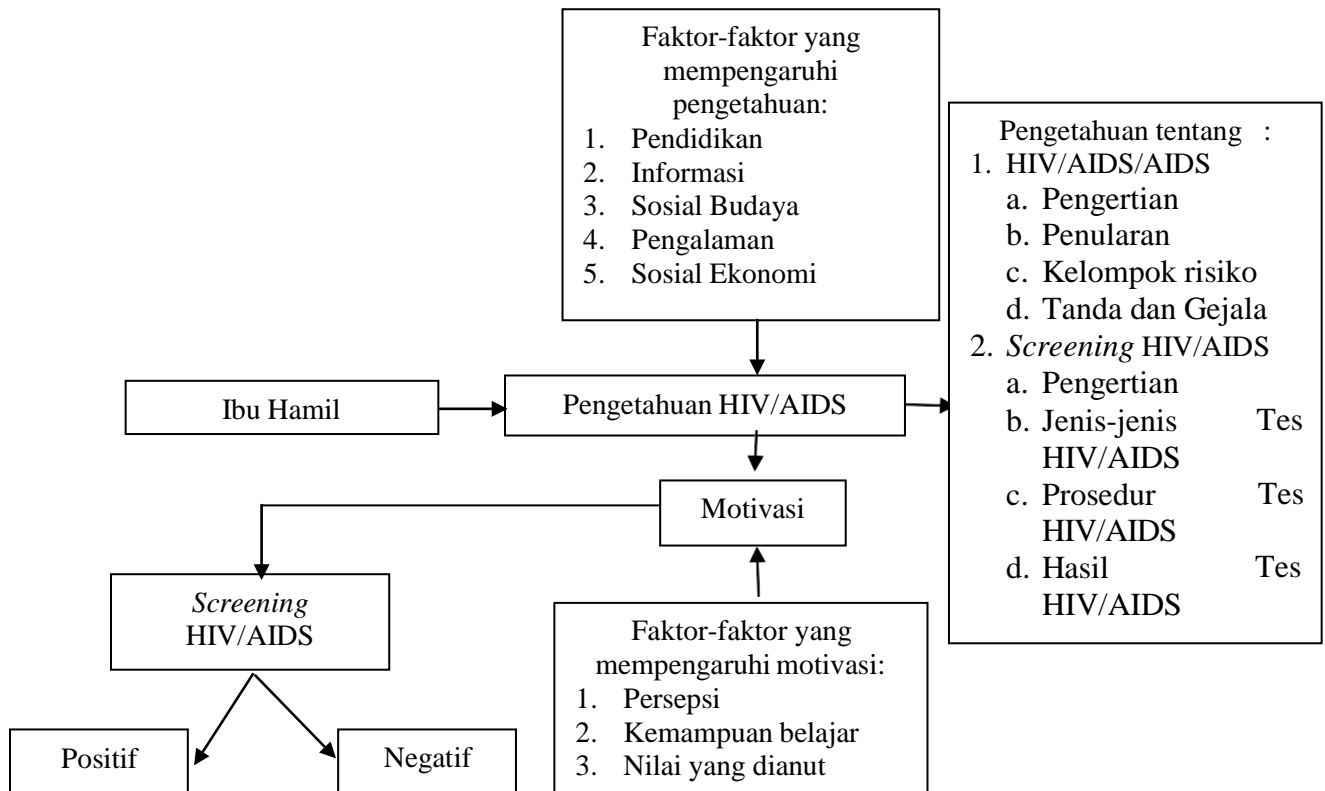 Faktor-faktor yang
mempengaruhi
pengetahuan:
1. Pendidikan
2. Informasi
3. Sosial Budaya
4. Pengalaman
5. Sosial Ekonomi
Pengetahuan tentang :
1. HIV/AIDS/AIDS
a. Pengertian
b. Penularan
c. Kelompok risiko
d. Tanda dan Gejala
2. Screening HIV/AIDS
a. Pengertian
b. Jenis-jenis Tes
HIV/AIDS
c. Prosedur Tes
HIV/AIDS
d. Hasil Tes
HIV/AIDS
Ibu Hamil
Pengetahuan HIV/AIDS
Motivasi
Screening
HIV/AIDS
Faktor-faktor yang
mempengaruhi motivasi:
1. Persepsi
2. Kemampuan belajar
3. Nilai yang dianut
Positif
Negatif